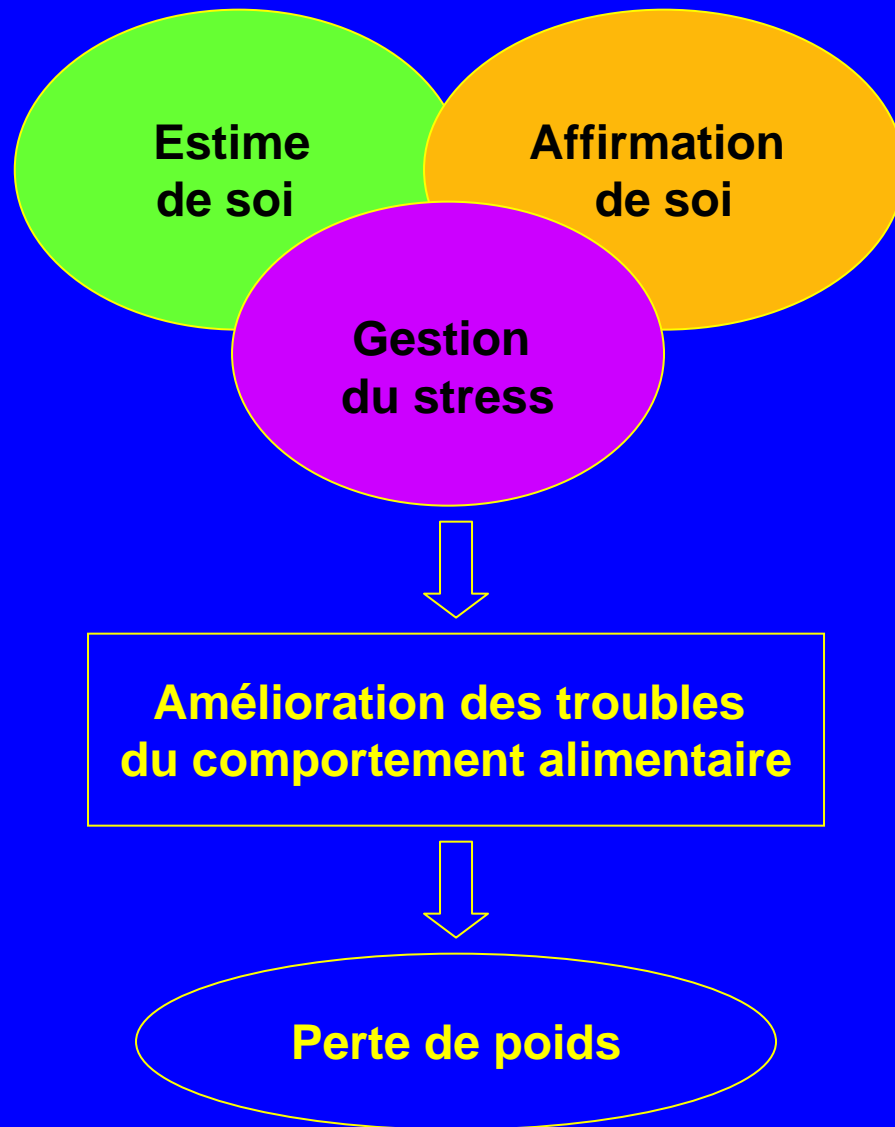 Estime
de soi
Affirmation
de soi
Gestion
du stress
Amélioration des troubles
du comportement alimentaire
Perte de poids